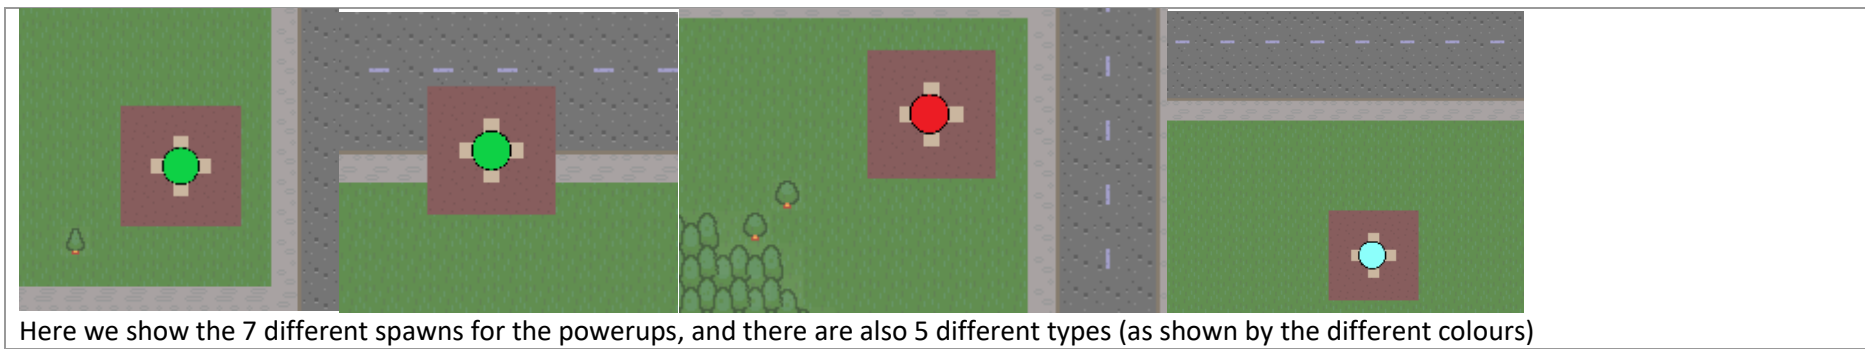 Here we show the 7 different spawns for the powerups, and there are also 5 different types (as shown by the different colours)